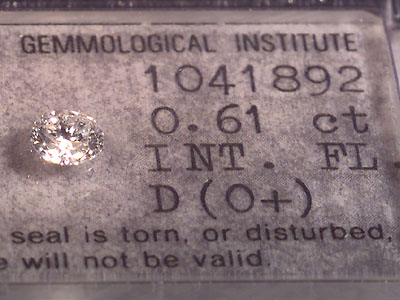 GEMMOLOGICAL INSTITUTE
1041892
0.61 ct
INT. FL
D(O+)
seal is torn, or disturbed,
will not be valid.